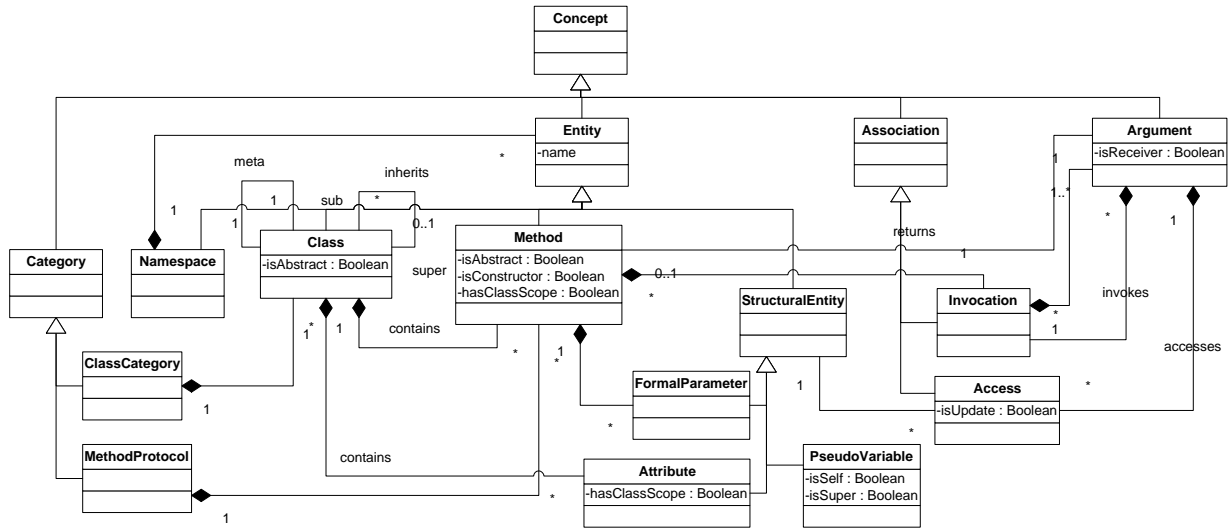 Concept
Entity
-name
Association
Argument
-isReceiver : Boolean
meta
inherits
*
1
1
sub
*
0..1
1
1..*
*
1
1
Category
Namespace
Class
-isAbstract : Boolean
super
Method
-isAbstract : Boolean
-isConstructor : Boolean
-hasClassScope : Boolean
returns
1
0..1
*
StructuralEntity
Invocation
*
1
invokes
1
*
1
contains
*
1
*
accesses
ClassCategory
1
FormalParameter
*
1
Access
-isUpdate : Boolean
*
*
MethodProtocol
1
contains
*
Attribute
-hasClassScope : Boolean
PseudoVariable
-isSelf : Boolean
-isSuper : Boolean